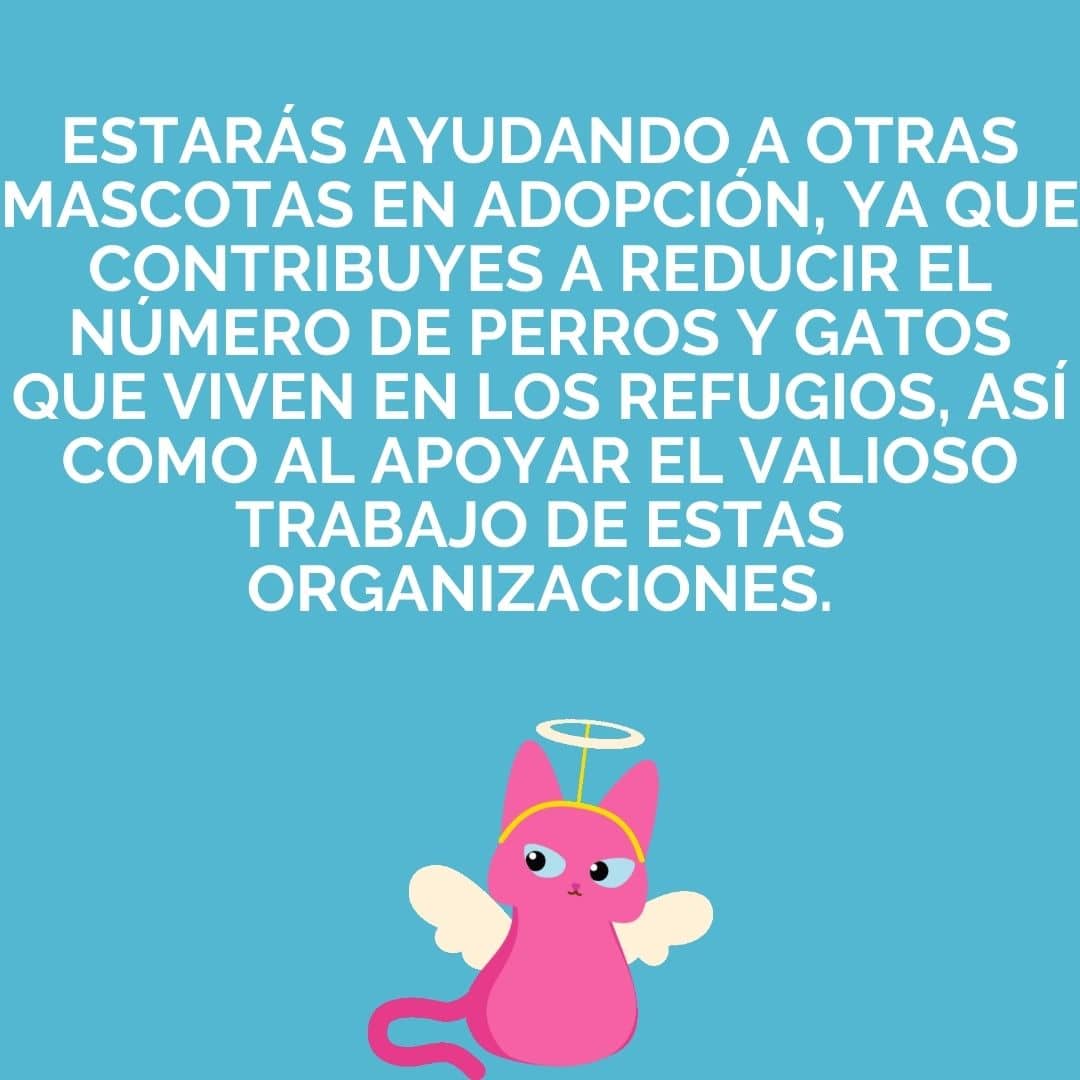 ESTARÁS AYUDANDO A OTRAS
MASCOTAS EN ADOPCIÓN, YA QUE
CONTRIBUYES A REDUCIR EL
NÚMERO DE PERROS Y GATOS
QUE VIVEN EN LOS REFUGIOS, ASÍ
COMO AL APOYAR EL VALIOSO
TRABAJO DE ESTAS
ORGANIZACIONES.